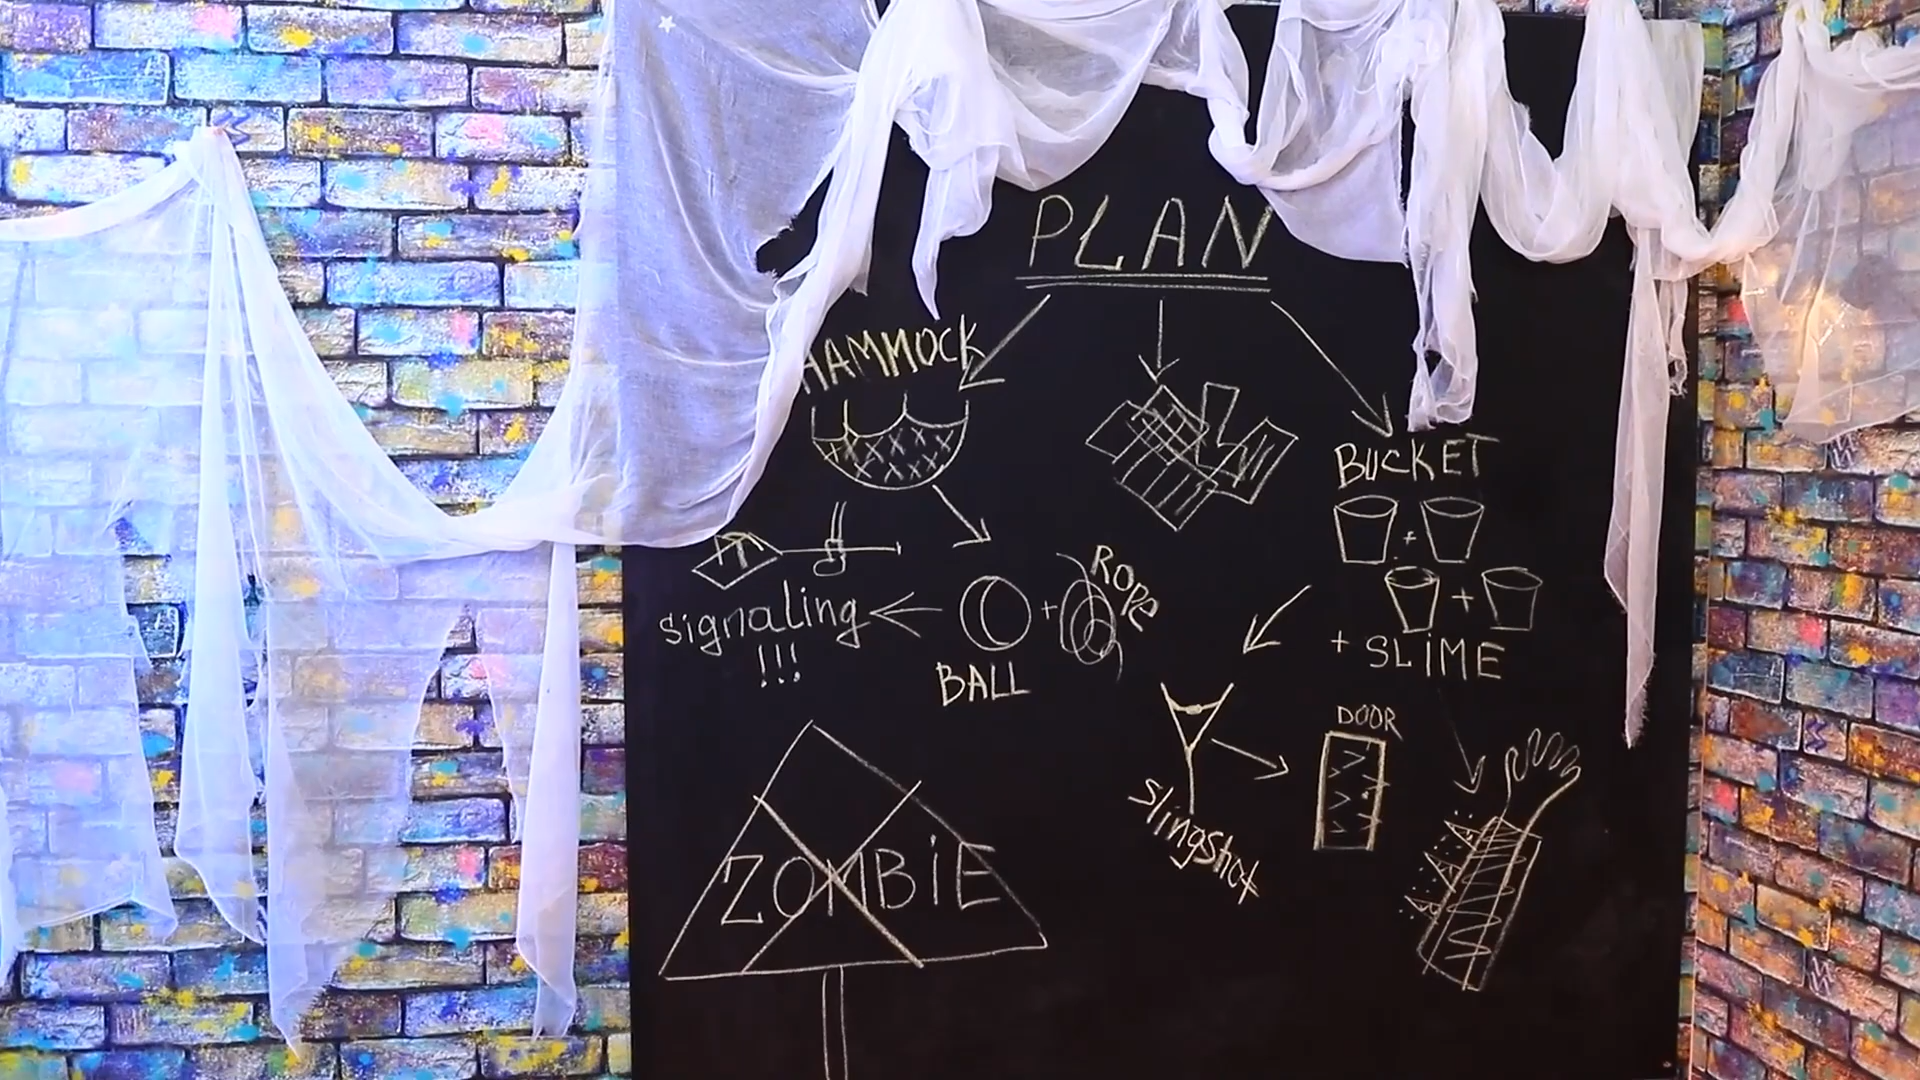 PLAN
HAMMOCK
BUCKET
+
+
+ SLiME
signaling
!!!
+
ROPE
BALL
DOOR
slingshot
ZOMBiE